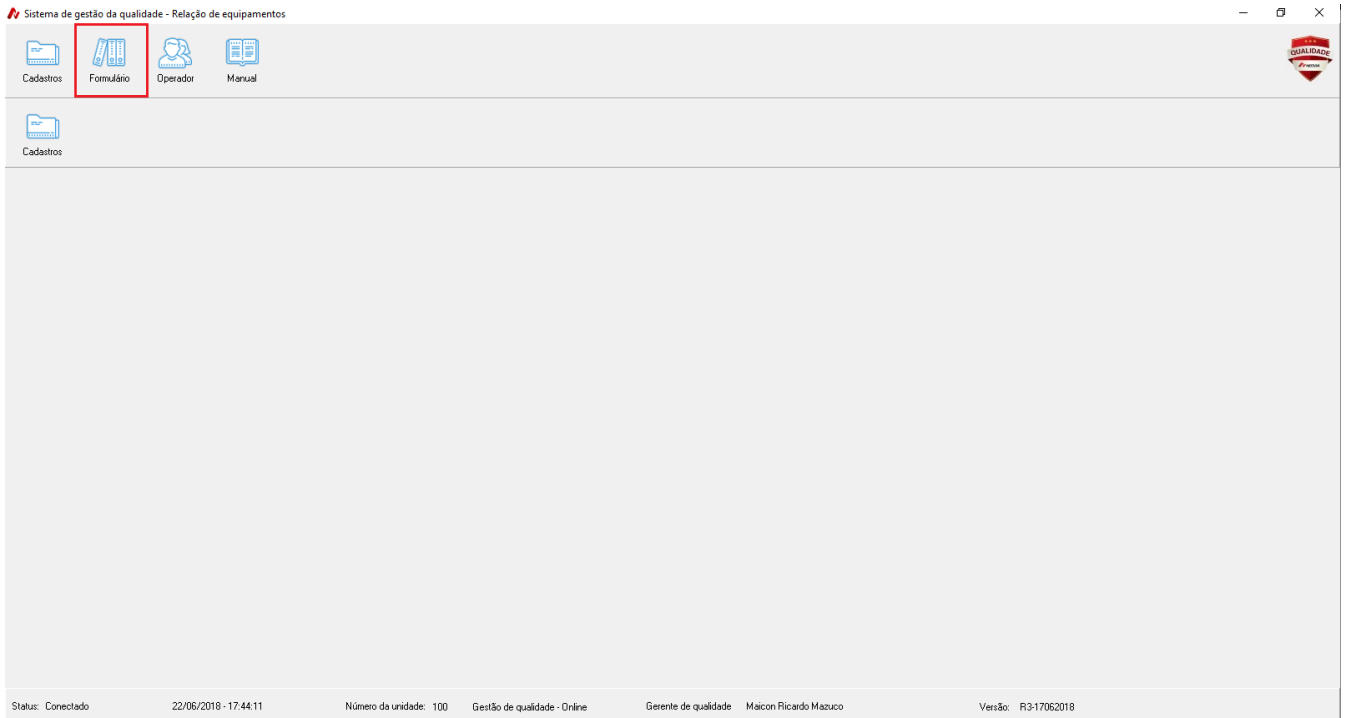 Sistema de gestão da qualidade - Relação de equipamentos
Cadastros Formulário Operador Manual
QUALIDADE
Cadastros
Status: Conectado 22/06/2018 - 17:44:11 Número da unidade: 100 Gestão de qualidade - Online Gerente de qualidade Maicon Ricardo Mazuco Versão: R3-17062018